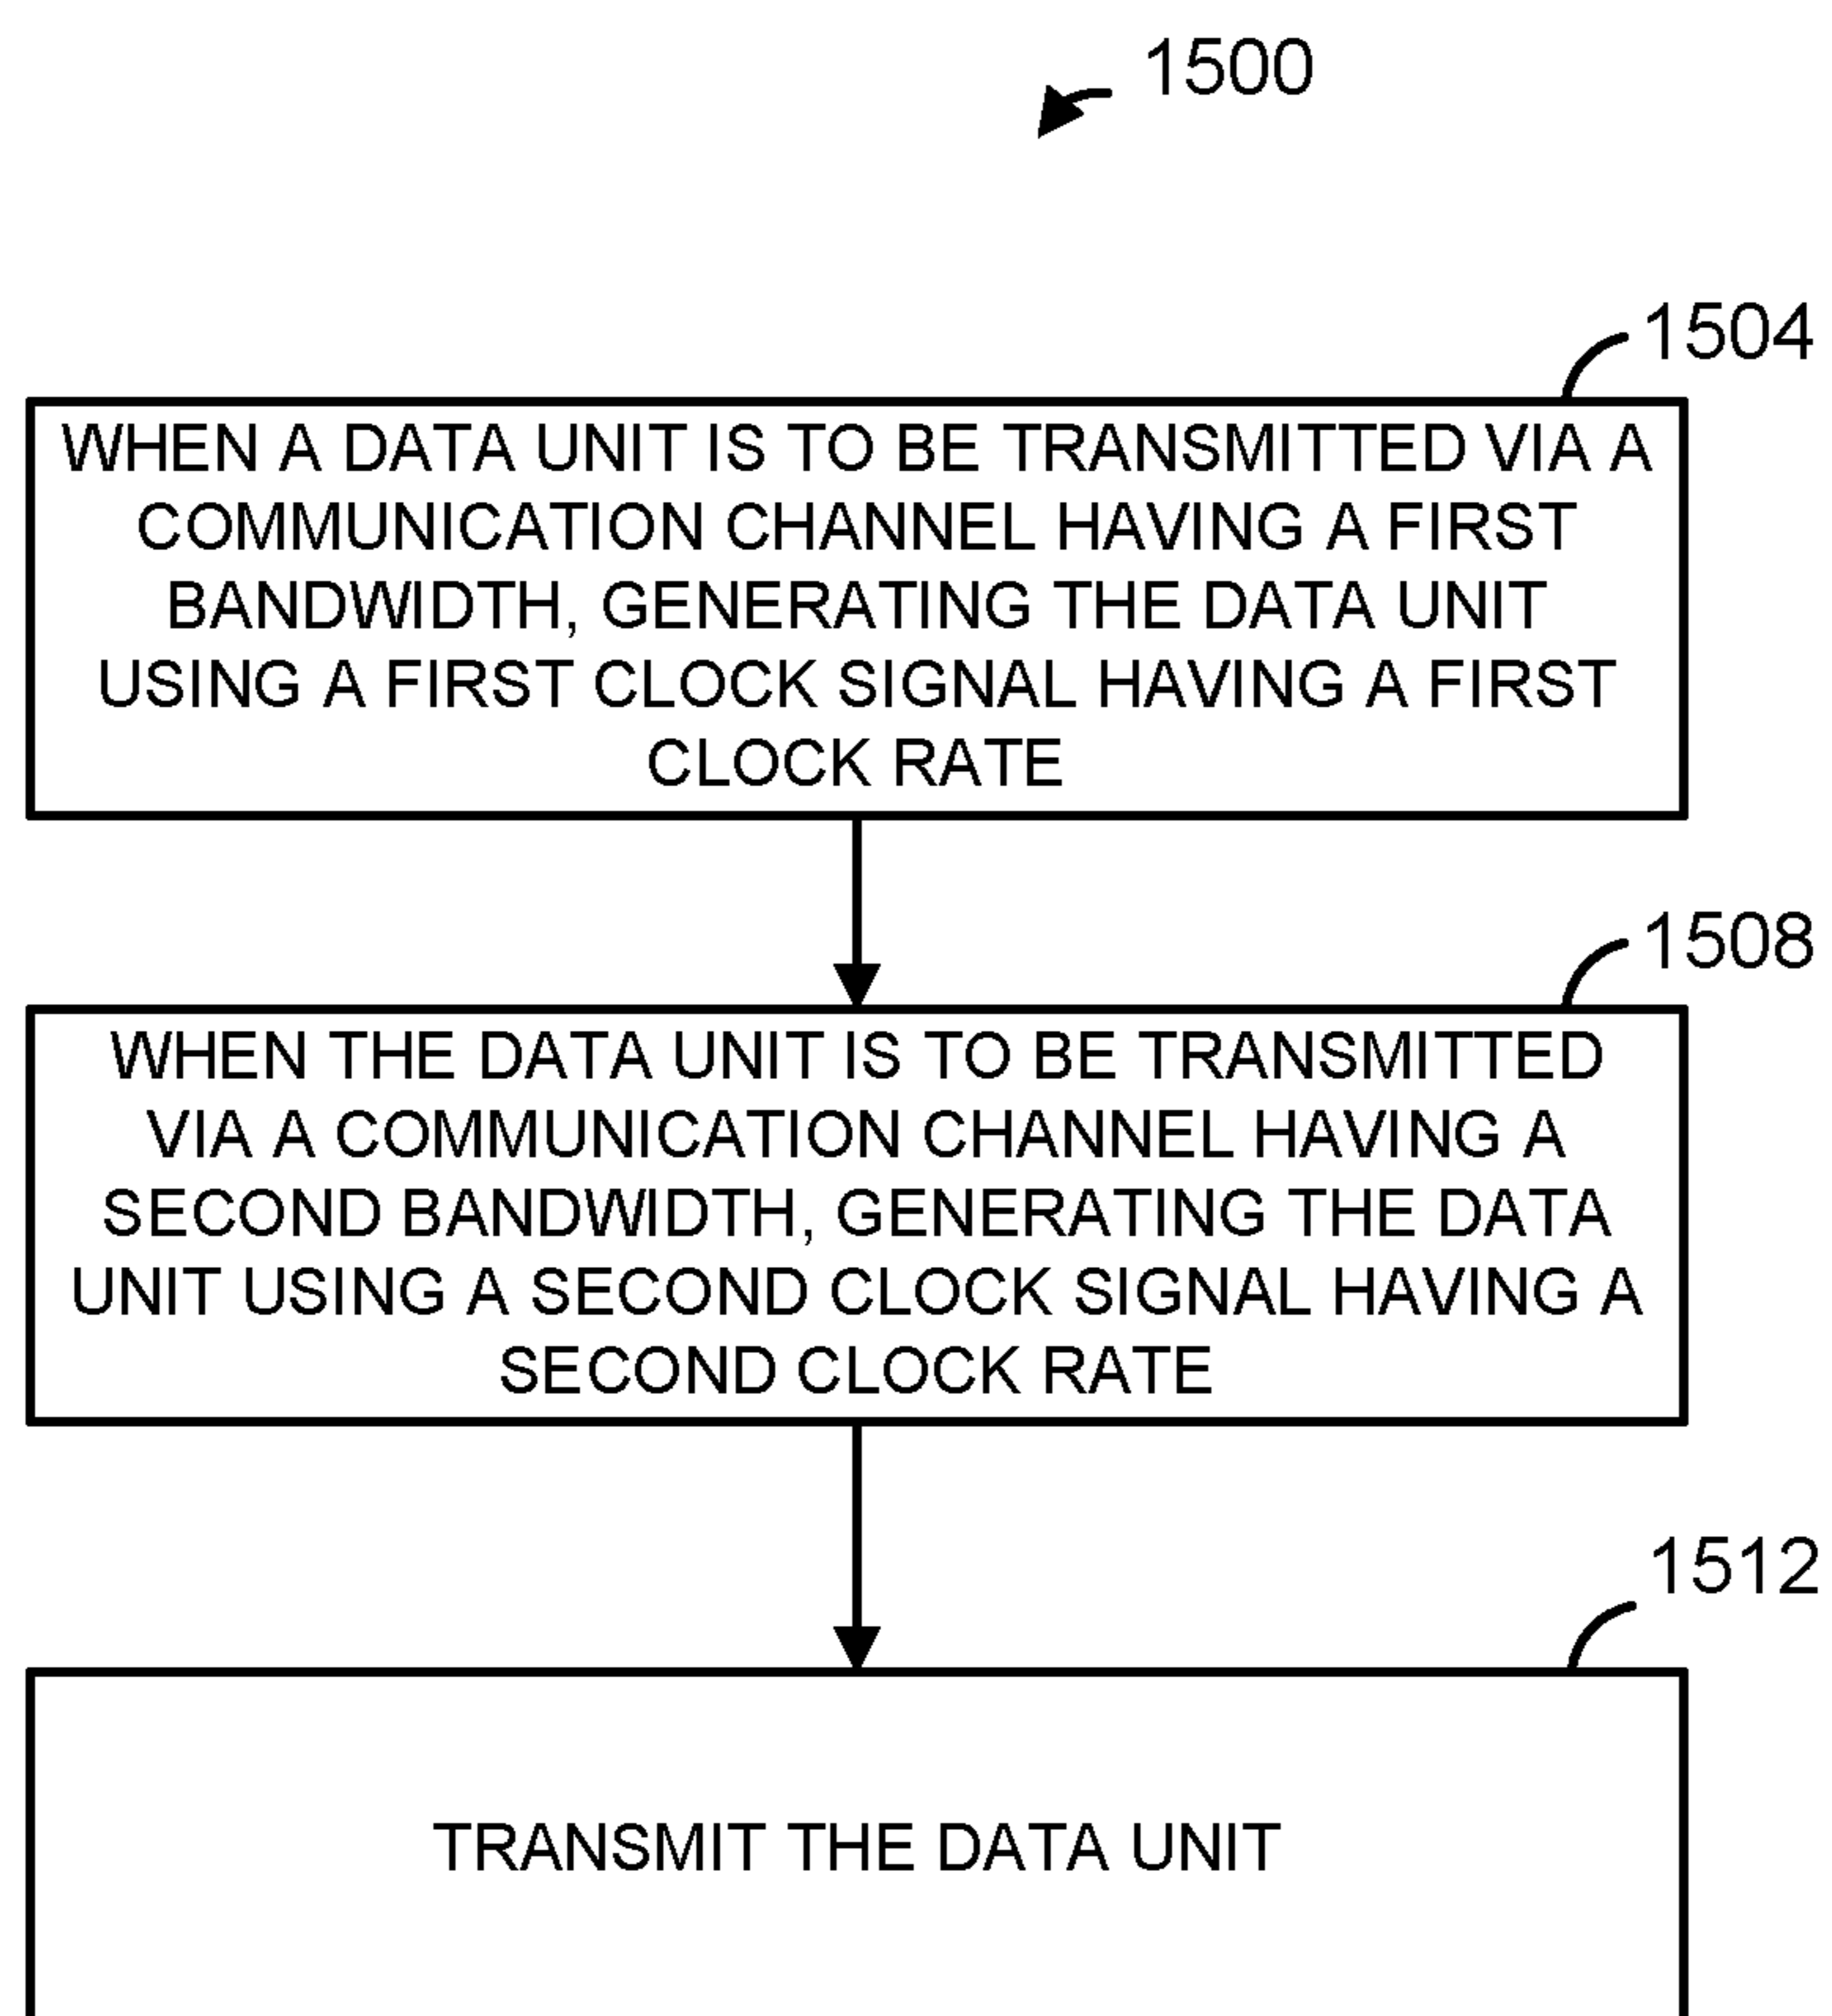 1500
1504
WHEN A DATA UNIT IS TO BE TRANSMITTED VIA A
COMMUNICATION CHANNEL HAVING A FIRST
BANDWIDTH, GENERATING THE DATA UNIT
USING A FIRST CLOCK SIGNAL HAVING A FIRST
CLOCK RATE
1508
WHEN THE DATA UNIT IS TO BE TRANSMITTED
VIA A COMMUNICATION CHANNEL HAVING A
SECOND BANDWIDTH, GENERATING THE DATA
UNIT USING A SECOND CLOCK SIGNAL HAVING A
SECOND CLOCK RATE
1512
TRANSMIT THE DATA UNIT